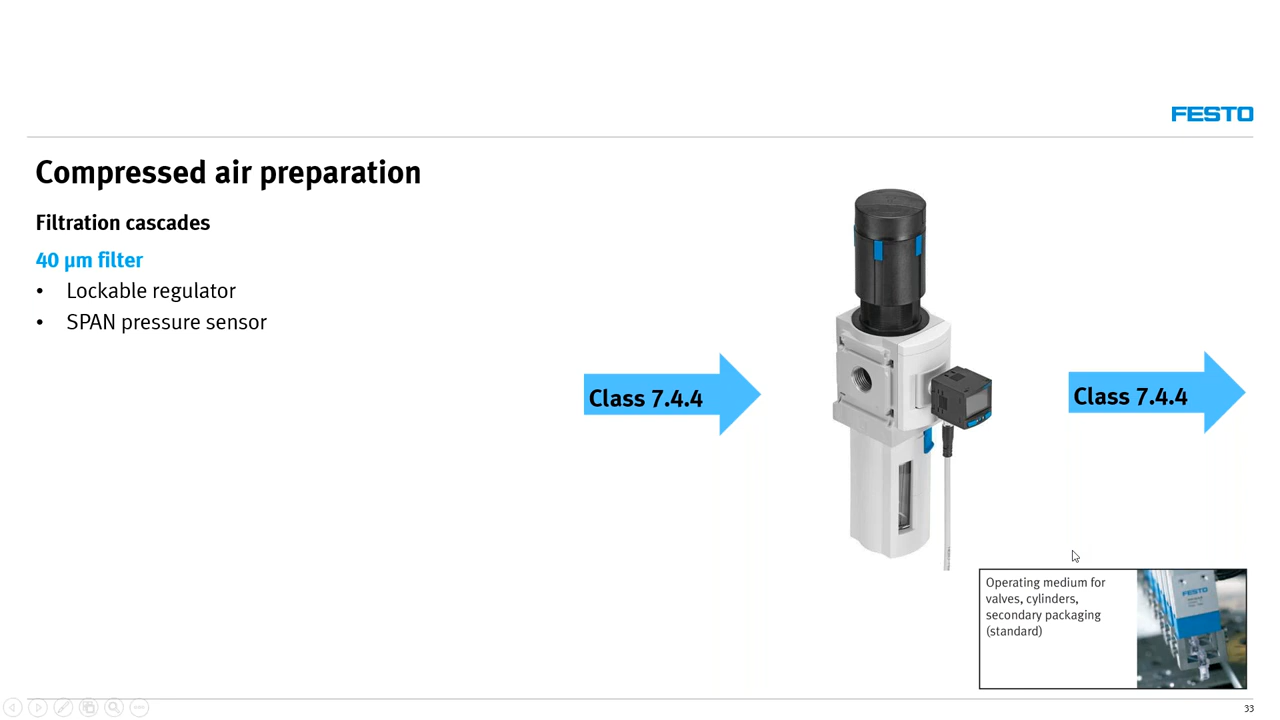 FESTO
Compressed air preparation
Filtration cascades
40 µm filter
• Lockable regulator
• SPAN pressure sensor
Class 7.4.4
Class 7.4.4
Operating medium for
valves, cylinders,
secondary packaging
(standard)
FESTO
33